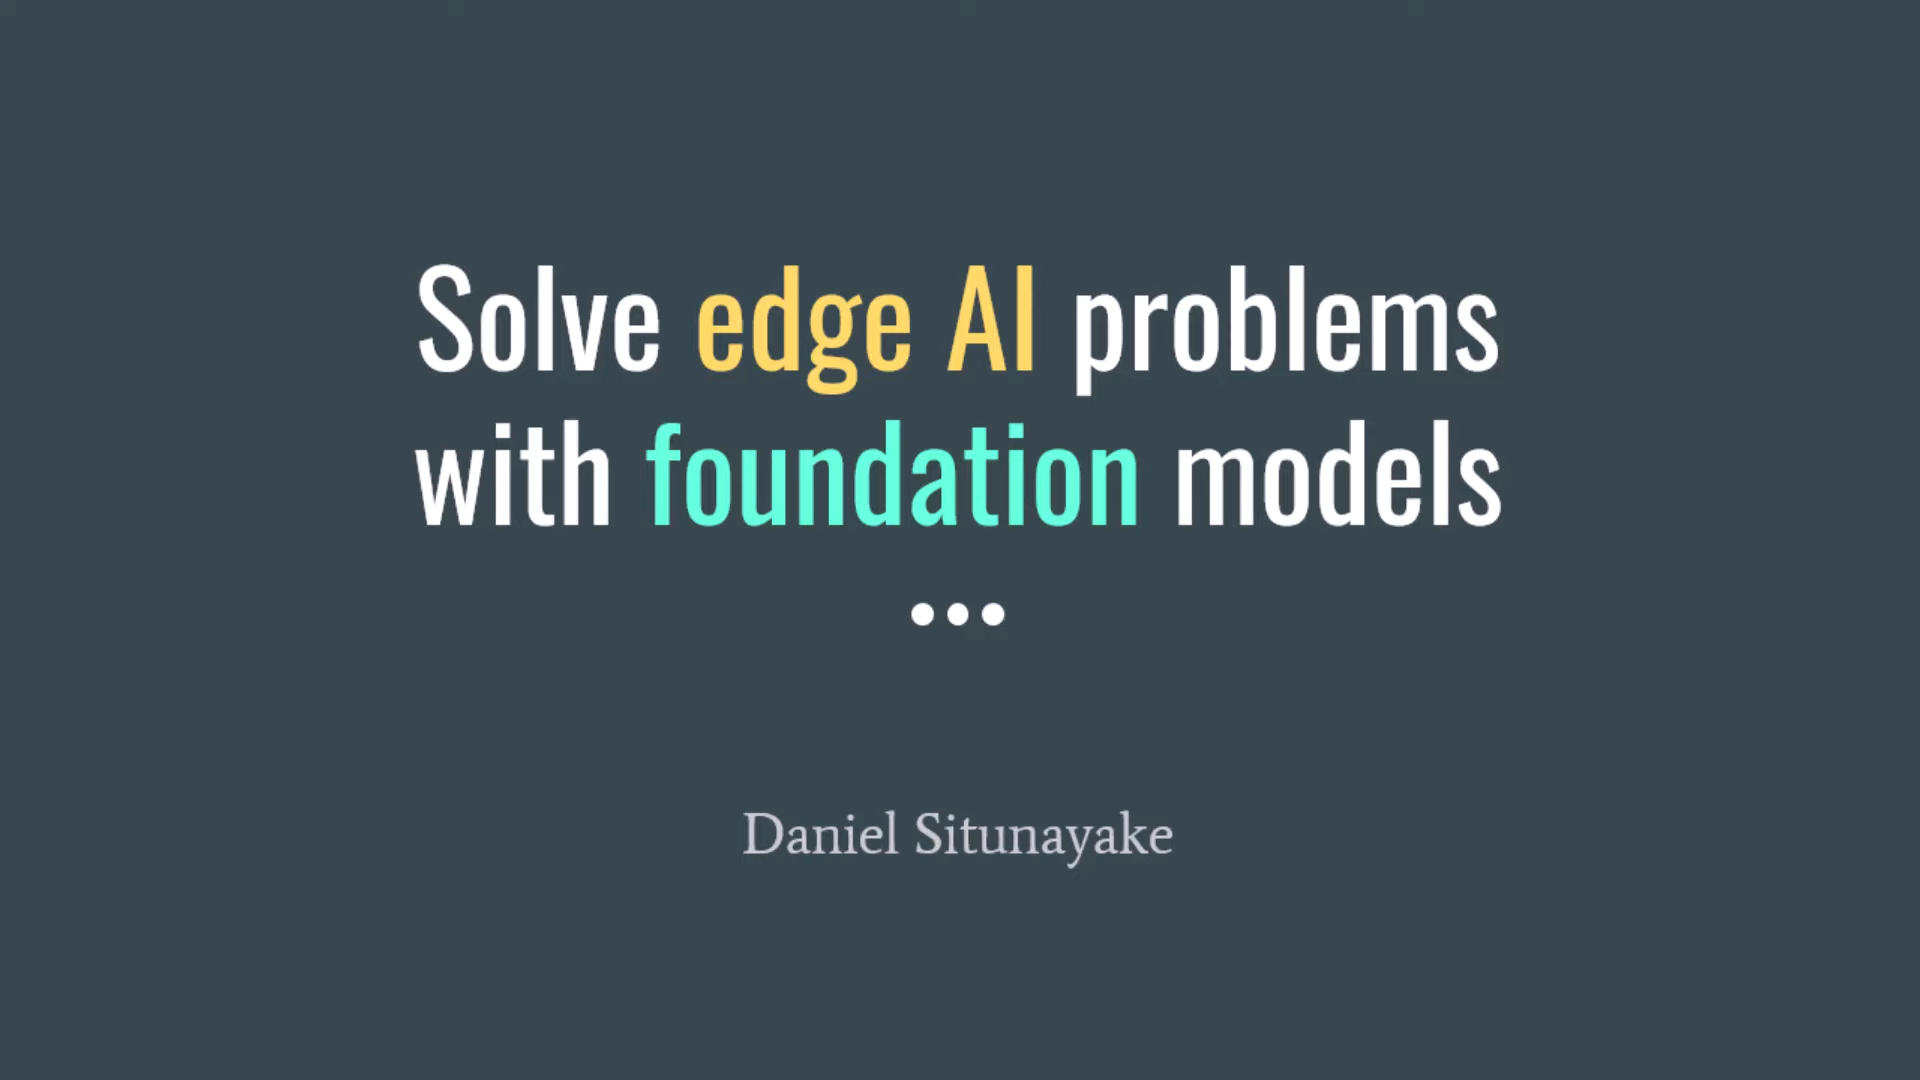 Solve edge AI problems
with foundation models
Daniel Situnayake